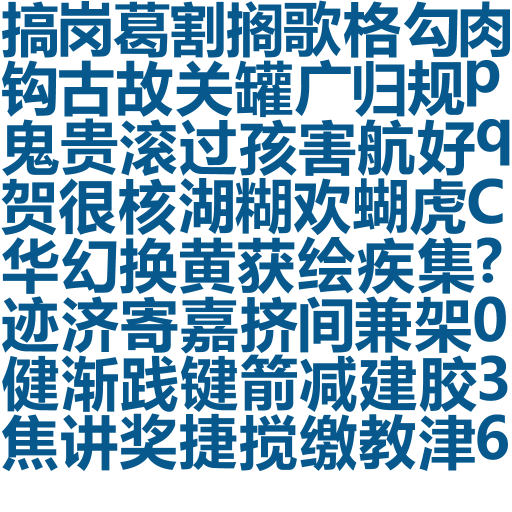 搞岗葛割搁歌格勾肉
钩古故关罐广归规p
鬼贵滚过孩害航好q
贺很核湖糊欢蝴虎C
华幻换黄获绘疾集?
迹济寄嘉挤间兼架0
健渐践键箭减建胶3
焦讲奖捷搅缴教津6